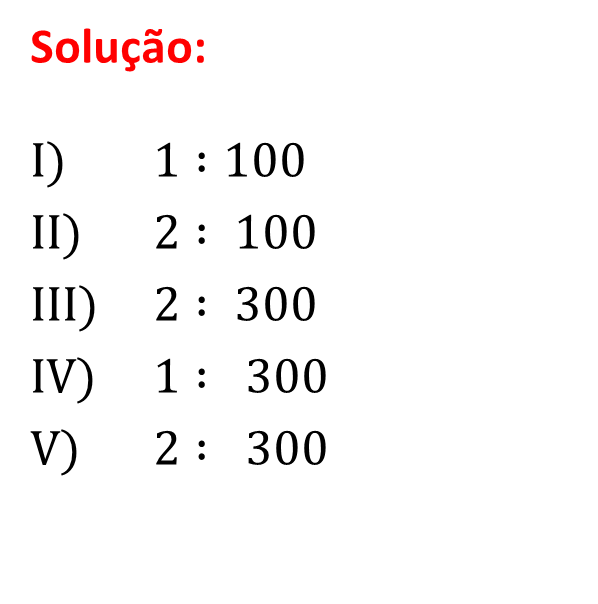 Solução:
I) 1 : 100
II) 2 : 100
III) 2 : 300
IV) 1 : 300
V) 2 : 300